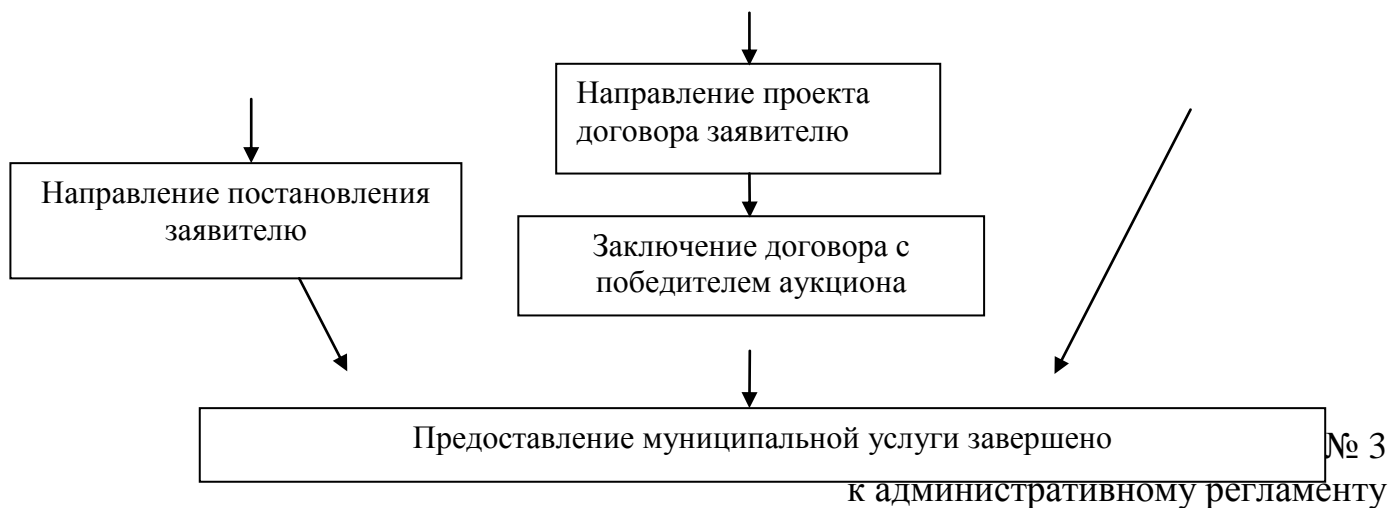 Направление проекта
договора заявителю
Направление постановления
заявителю
Заключение договора с
победителем аукциона
Предоставление муниципальной услуги завершено
№ 3
к административному регламенту